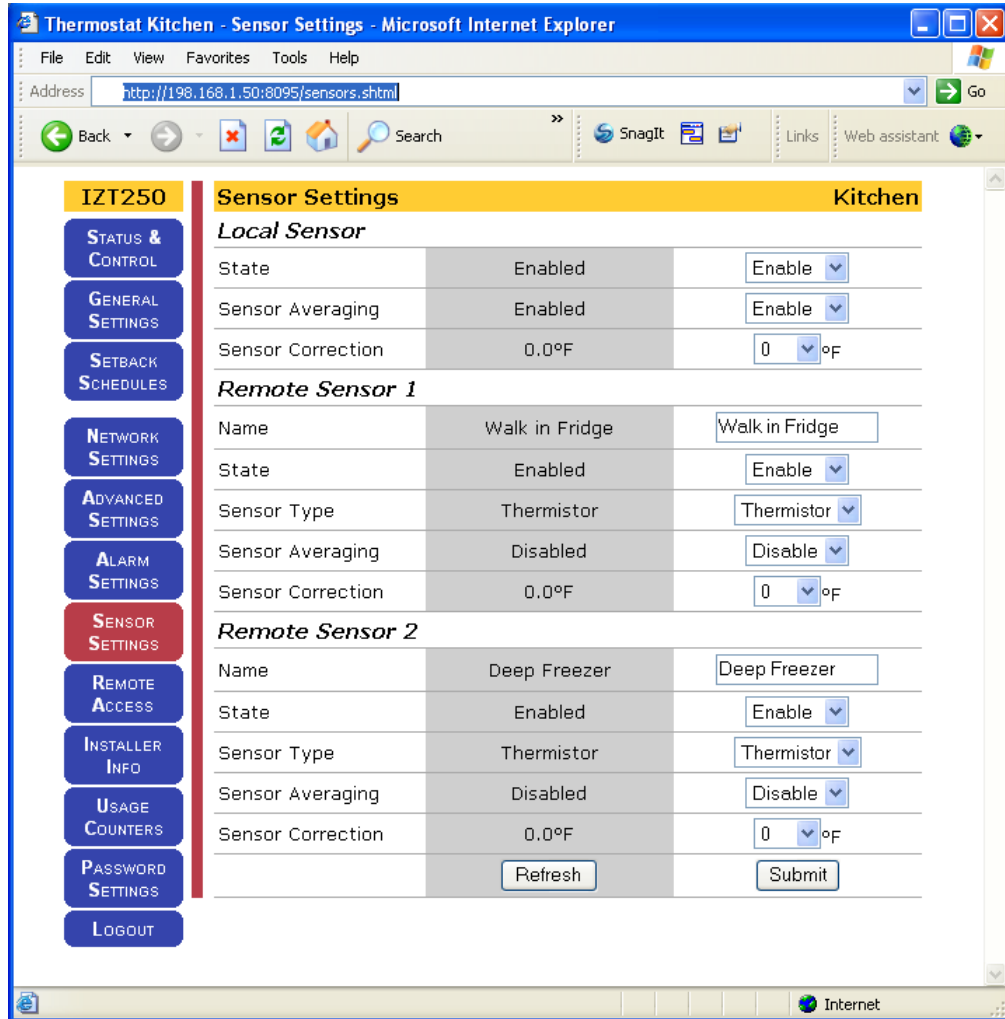 Thermostat Kitchen - Sensor Settings - Microsoft Internet Explorer
File Edit View Favorites Tools Help
Address http://198.168.1.50:8095/sensors.shtml Go
Back Search » SnagIt Links Web assistant
IZT250
STATUS & CONTROL
GENERAL SETTINGS
SETBACK SCHEDULES
NETWORK SETTINGS
ADVANCED SETTINGS
ALARM SETTINGS
SENSOR SETTINGS
REMOTE ACCESS
INSTALLER INFO
USAGE COUNTERS
PASSWORD SETTINGS
LOGOUT
Sensor Settings Kitchen
Local Sensor
State Enabled Enable
Sensor Averaging Enabled Enable
Sensor Correction 0.0°F 0 °F
Remote Sensor 1
Name Walk in Fridge Walk in Fridge
State Enabled Enable
Sensor Type Thermistor Thermistor
Sensor Averaging Disabled Disable
Sensor Correction 0.0°F 0 °F
Remote Sensor 2
Name Deep Freezer Deep Freezer
State Enabled Enable
Sensor Type Thermistor Thermistor
Sensor Averaging Disabled Disable
Sensor Correction 0.0°F 0 °F
Refresh Submit
Internet